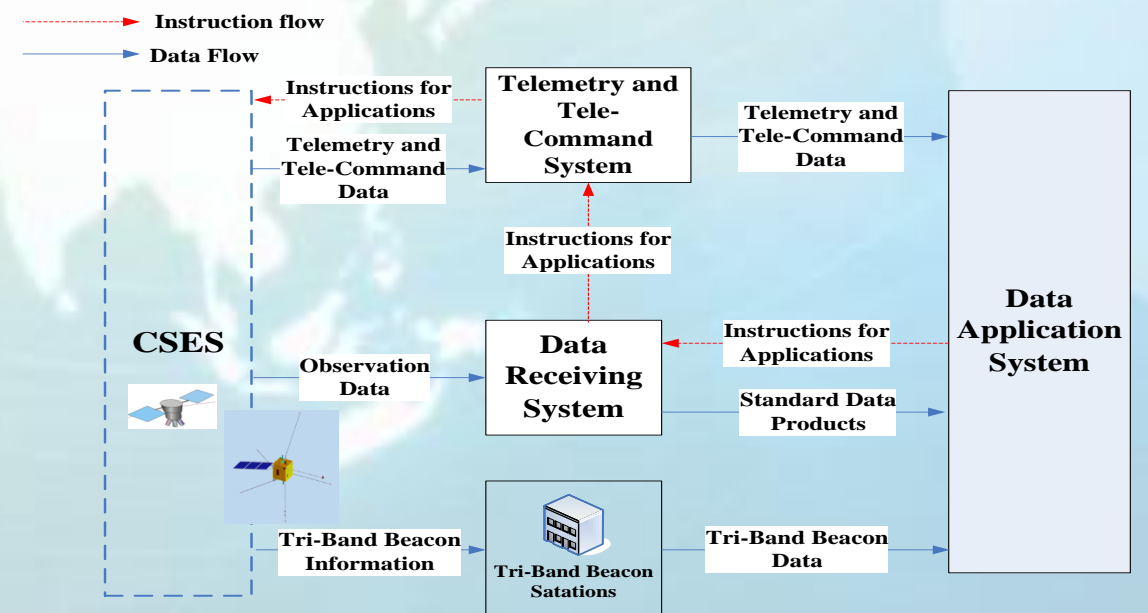 Instruction flow
Data Flow
Instructions for
Applications
Telemetry and
Tele-Command
Data
Telemetry and
Tele-
Command
System
Telemetry and
Tele-Command
Data
Instructions for
Applications
CSES
Observation
Data
Data
Receiving
System
Instructions for
Applications
Standard Data
Products
Data
Application
System
Tri-Band Beacon
Information
Tri-Band Beacon
Satations
Tri-Band Beacon
Data